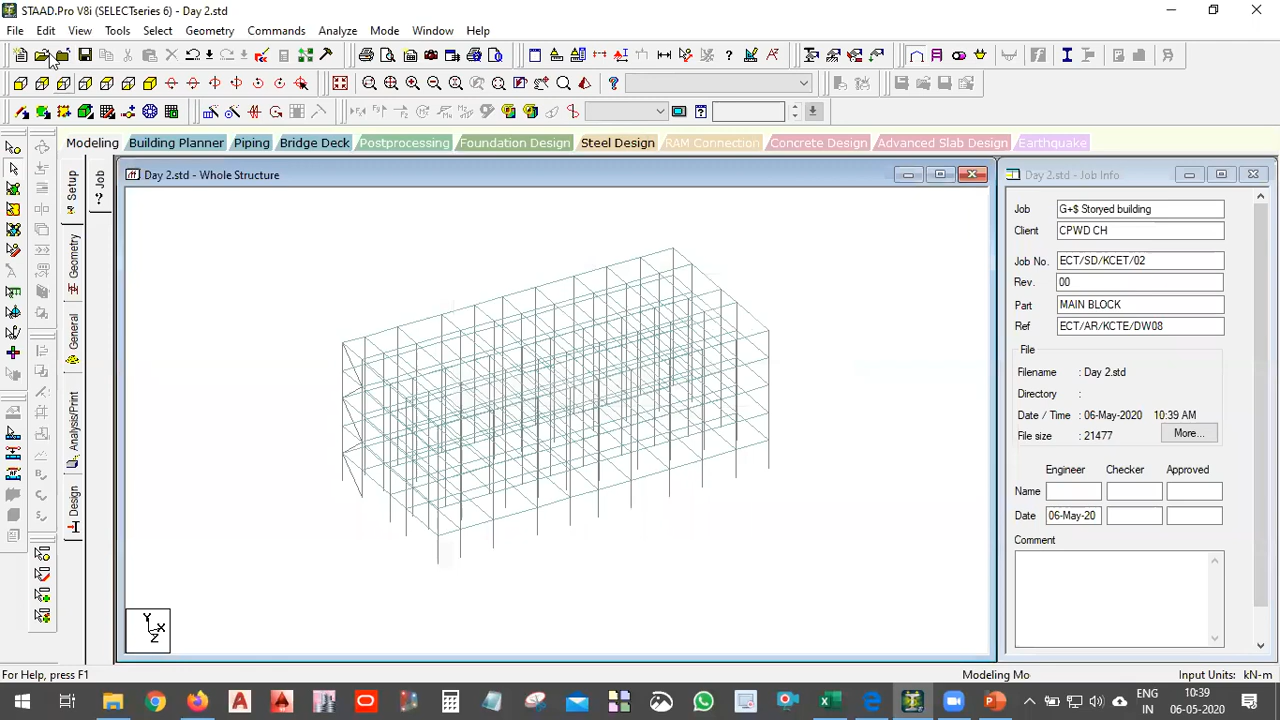 STAAD.Pro V8i (SELECTseries 6) - Day 2.std
File Edit View Tools Select Geometry Commands Analyze Mode Window Help
Modeling Building Planner Piping Bridge Deck Postprocessing Foundation Design Steel Design RAM Connection Concrete Design Advanced Slab Design Earthquake
Setup
Geometry
General
Analysis/Print
Design
Job
Day 2.std - Whole Structure
Y
X
Z
Day 2.std - Job Info
Job G+$ Storyed building
Client CPWD CH
Job No. ECT/SD/KCET/02
Rev. 00
Part MAIN BLOCK
Ref ECT/AR/KCTE/DW08
File
Filename : Day 2.std
Directory :
Date / Time : 06-May-2020 10:39 AM
File size : 21477 More...
Engineer Checker Approved
Name
Date 06-May-20
Comment
For Help, press F1 Modeling Mo Input Units: kN-m
ENG
IN
10:39
06-05-2020